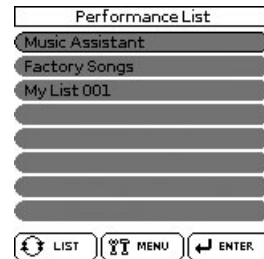 Performance List
Music Assistant
Factory Songs
My List 001
LIST MENU ENTER